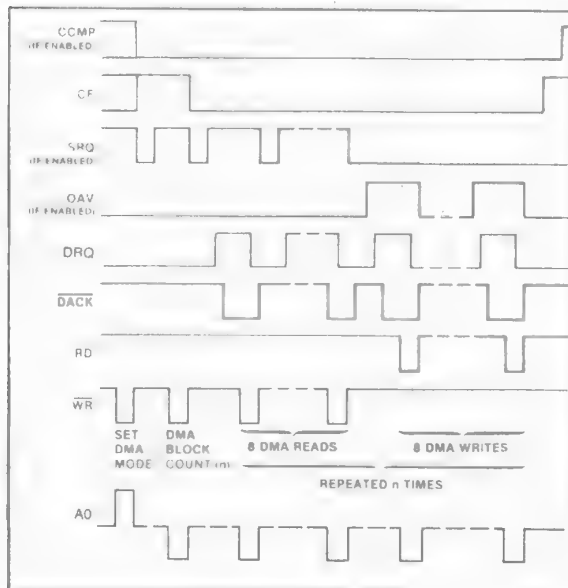 CCMP
(IF ENABLED)
CF
SRQ
(IF ENABLED
OAV
(IF ENABLED)
DRQ
DACK
RD
WR
SET DMA MODE
DMA BLOCK COUNT (n)
8 DMA READS
8 DMA WRITES
REPEATED n TIMES
A0